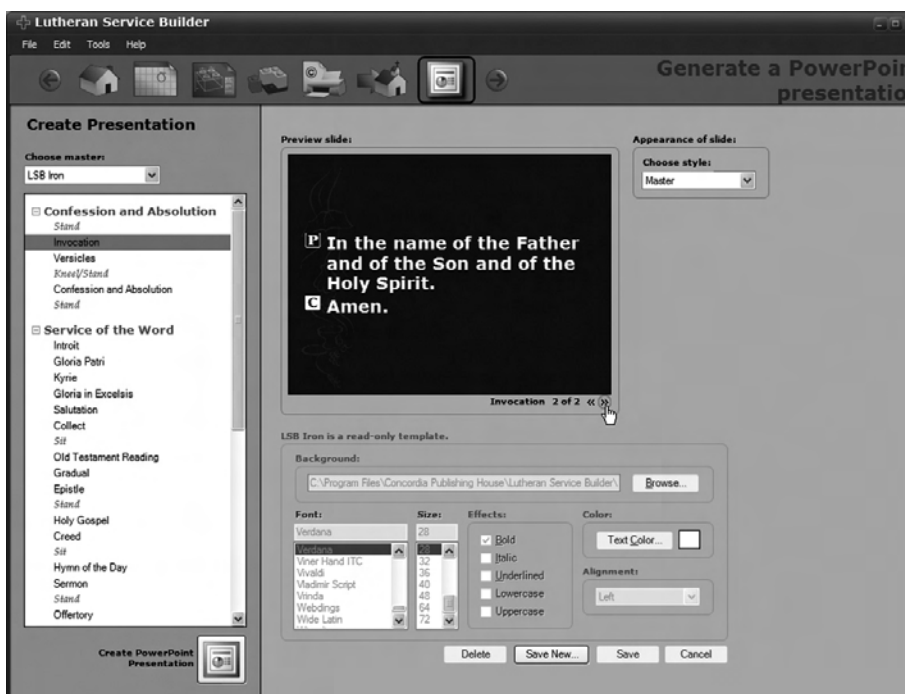 Lutheran Service Builder
File Edit Tools Help
Generate a PowerPoin
presentatio
Create Presentation
Choose master:
LSB Iron
Confession and Absolution
Stand
Invocation
Versicles
Kneel/Stand
Confession and Absolution
Stand
Service of the Word
Introit
Gloria Patri
Kyrie
Gloria in Excelsis
Salutation
Collect
Sit
Old Testament Reading
Gradual
Epistle
Stand
Holy Gospel
Creed
Sit
Hymn of the Day
Sermon
Stand
Offertory
Create PowerPoint
Presentation
Preview slide:
P In the name of the Father
and of the Son and of the
Holy Spirit.
C Amen.
Invocation 2 of 2 « »
Appearance of slide:
Choose style:
Master
LSB Iron is a read-only template.
Background:
C:\Program Files\Concordia Publishing House\Lutheran Service Builder\
Browse...
Font:
Verdana
Verdana
Viner Hand ITC
Vivaldi
Vladimir Script
Vrinda
Webdings
Wide Latin
Size:
28
28
32
36
40
48
64
72
Effects:
Bold
Italic
Underlined
Lowercase
Uppercase
Color:
Text Color...
Alignment:
Left
Delete Save New... Save Cancel